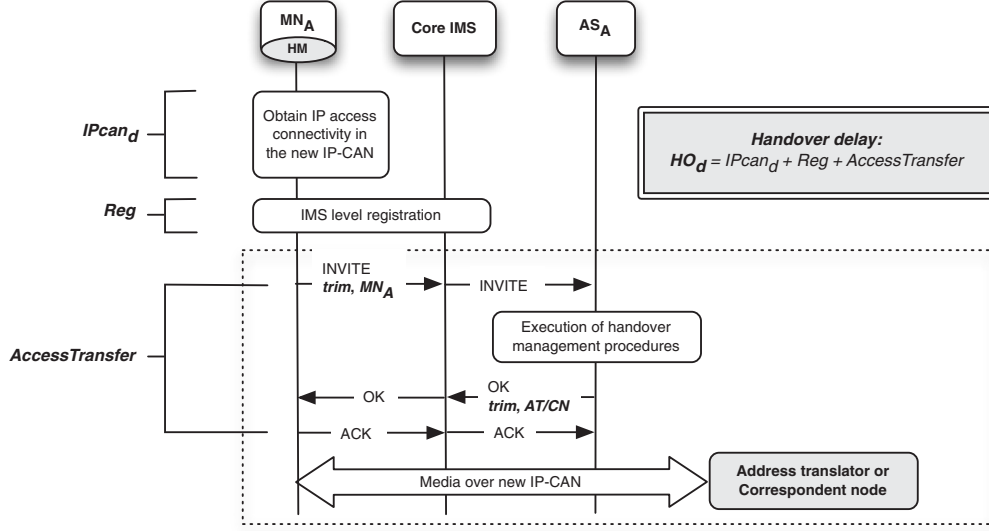 MNA
HM
Core IMS
ASA
IPcand
Obtain IP access
connectivity in
the new IP-CAN
Handover delay:
HOd = IPcand + Reg + AccessTransfer
Reg
IMS level registration
INVITE
trim, MNA
INVITE
Execution of handover
management procedures
AccessTransfer
OK
OK
trim, AT/CN
ACK
ACK
Media over new IP-CAN
Address translator or
Correspondent node